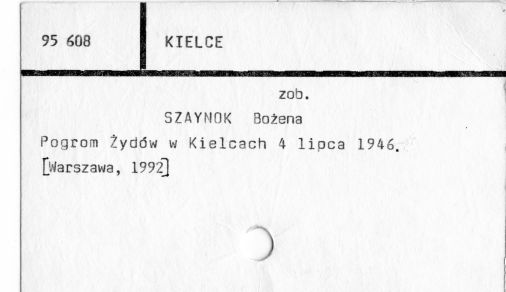 95 608
KIELCE
zob.
SZAYNOK Bożena
Pogrom Żydów w Kielcach 4 lipca 1946.
[Warszawa, 1992]